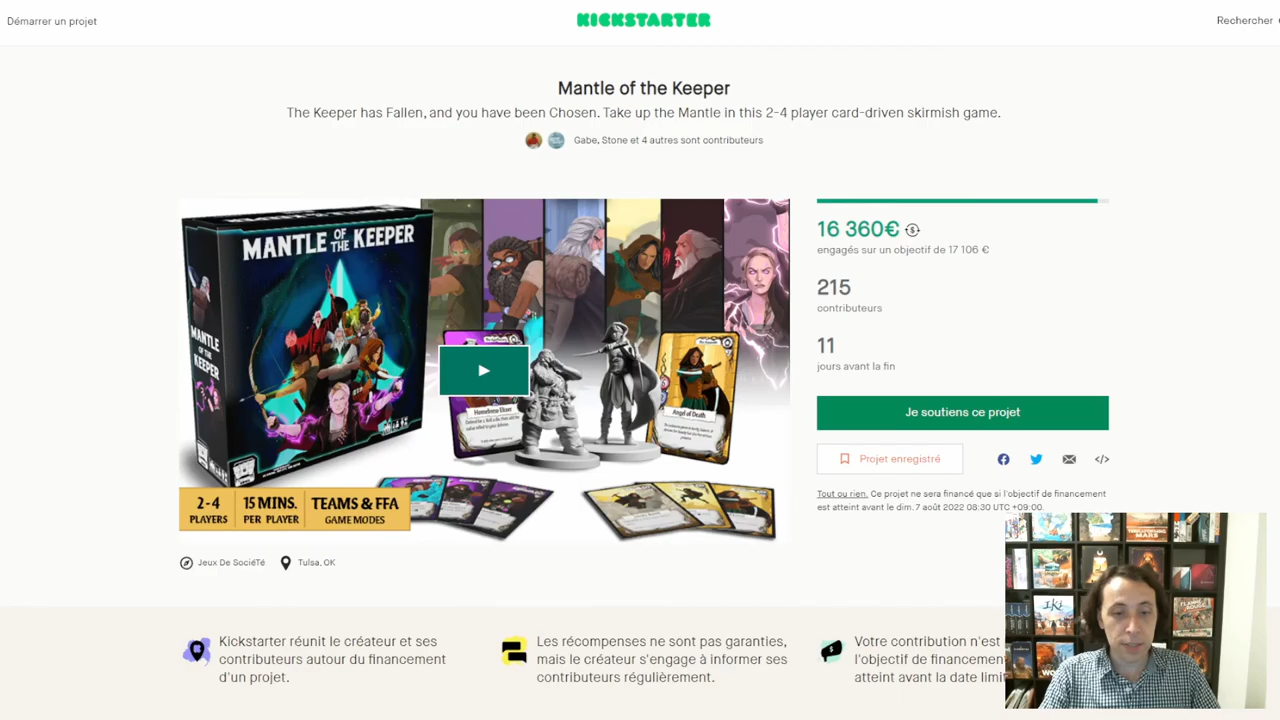 Démarrer un projet
KICKSTARTER
Rechercher
Mantle of the Keeper
The Keeper has Fallen, and you have been Chosen. Take up the Mantle in this 2-4 player card-driven skirmish game.
Gabe, Stone et 4 autres sont contributeurs
MANTLE OF THE KEEPER
MANTLE OF THE KEEPER
Angel of Death
2-4 PLAYERS
15 MINS. PER PLAYER
TEAMS & FFA GAME MODES
16 360€
engagés sur un objectif de 17 106 €
215
contributeurs
11
jours avant la fin
Je soutiens ce projet
Projet enregistré
</>
Tout ou rien. Ce projet ne sera financé que si l'objectif de financement
est atteint avant le dim. 7 août 2022 08:30 UTC +09:00.
Jeux De SociéTé
Tulsa, OK
Kickstarter réunit le créateur et ses
contributeurs autour du financement
d'un projet.
Les récompenses ne sont pas garanties,
mais le créateur s'engage à informer ses
contributeurs régulièrement.
Votre contribution n'est
l'objectif de financemen
atteint avant la date limi
MARS
IKI